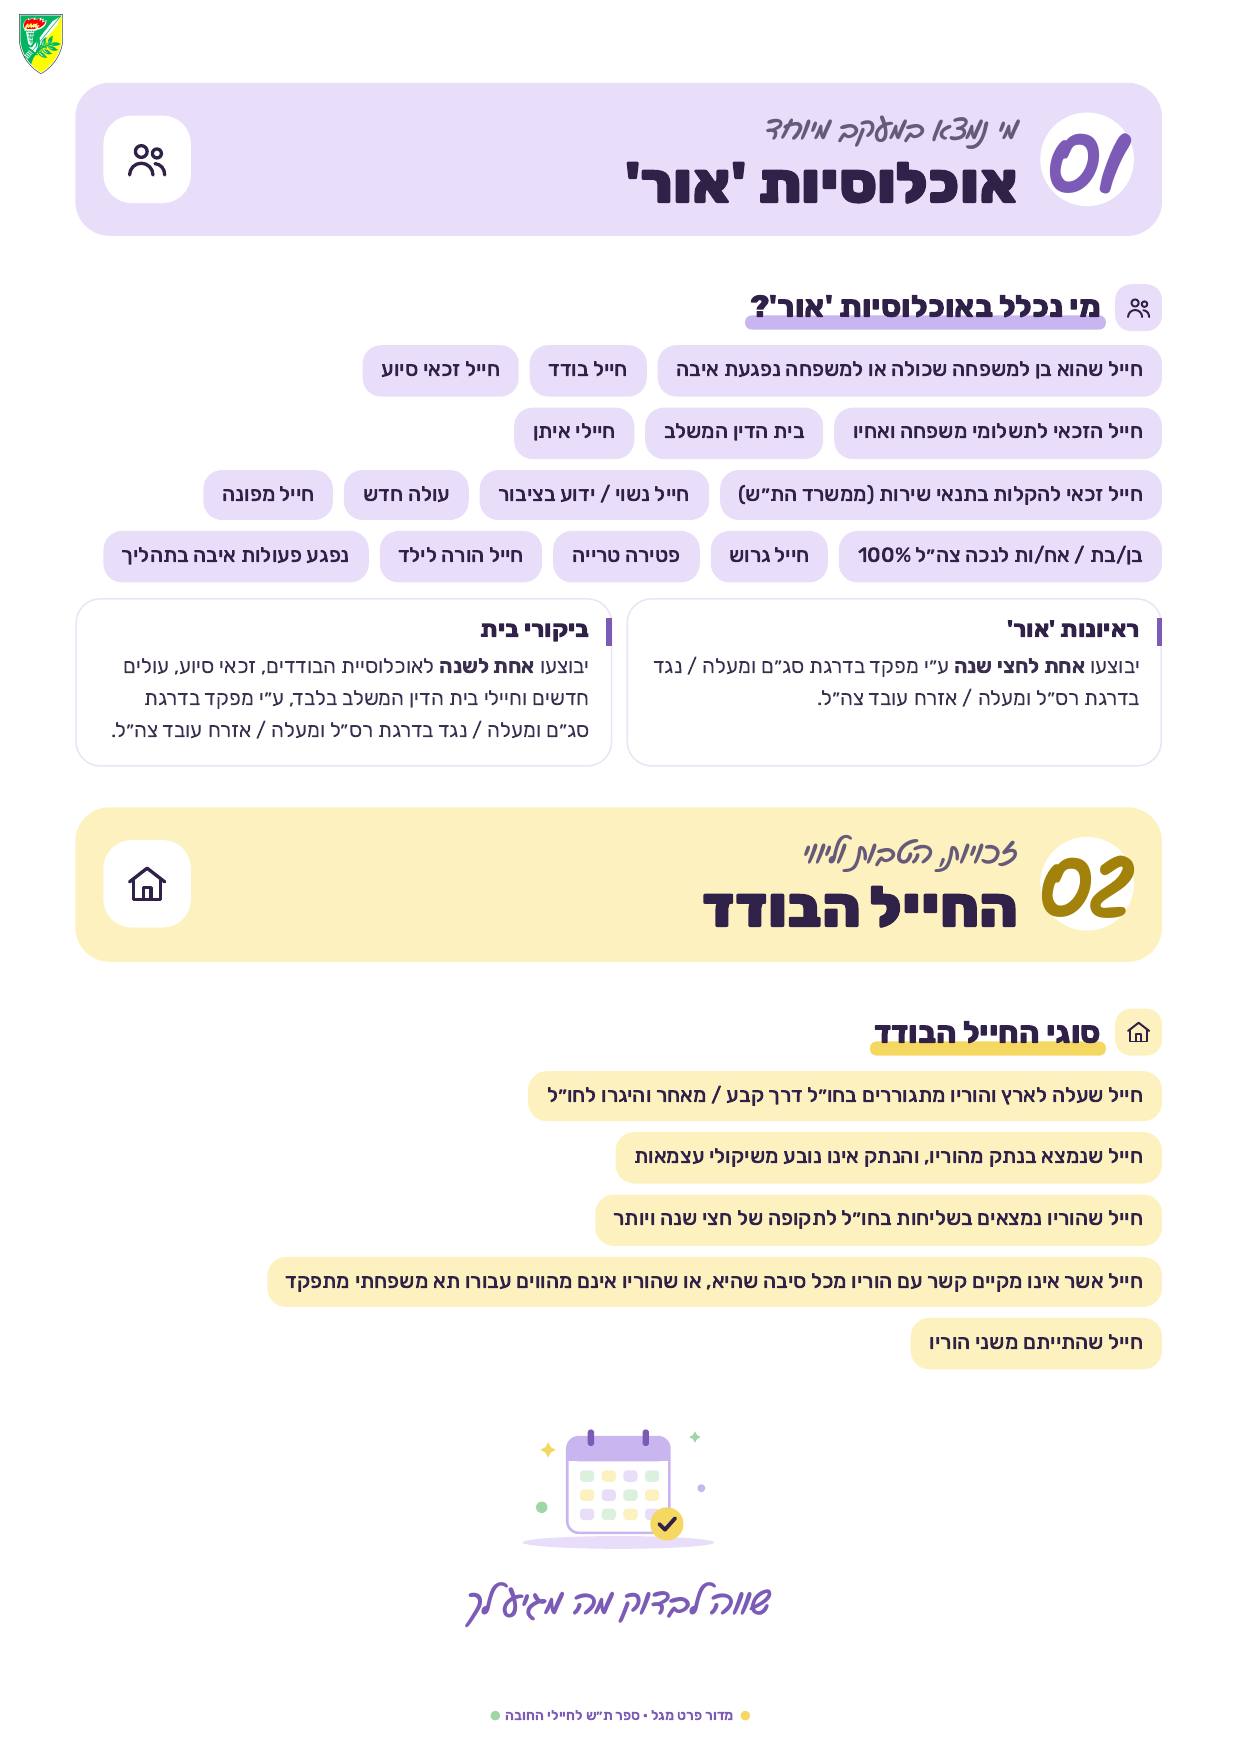 01
מי נמצא במעקב מיוחד
אוכלוסיות 'אור'
מי נכלל באוכלוסיות 'אור'?
חייל שהוא בן למשפחה שכולה או למשפחה נפגעת איבה
חייל בודד
חייל זכאי סיוע
חייל הזכאי לתשלומי משפחה ואחיו
בית הדין המשלב
חיילי איתן
חייל זכאי להקלות בתנאי שירות (ממשרד הת״ש)
חייל נשוי / ידוע בציבור
עולה חדש
חייל מפונה
בן/בת / אח/ות לנכה צה״ל 100%
חייל גרוש
פטירה טרייה
חייל הורה לילד
נפגע פעולות איבה בתהליך
ראיונות 'אור'
יבוצעו אחת לחצי שנה ע״י מפקד בדרגת סג״ם ומעלה / נגד
בדרגת רס״ל ומעלה / אזרח עובד צה״ל.
ביקורי בית
יבוצעו אחת לשנה לאוכלוסיית הבודדים, זכאי סיוע, עולים
חדשים וחיילי בית הדין המשלב בלבד, ע״י מפקד בדרגת
סג״ם ומעלה / נגד בדרגת רס״ל ומעלה / אזרח עובד צה״ל.
02
זכויות, הטבות וליווי
החייל הבודד
סוגי החייל הבודד
חייל שעלה לארץ והוריו מתגוררים בחו״ל דרך קבע / מאחר והיגרו לחו״ל
חייל שנמצא בנתק מהוריו, והנתק אינו נובע משיקולי עצמאות
חייל שהוריו נמצאים בשליחות בחו״ל לתקופה של חצי שנה ויותר
חייל אשר אינו מקיים קשר עם הוריו מכל סיבה שהיא, או שהוריו אינם מהווים עבורו תא משפחתי מתפקד
חייל שהתייתם משני הוריו
שווה לבדוק מה מגיע לך
מדור פרט מגל • ספר ת״ש לחיילי החובה